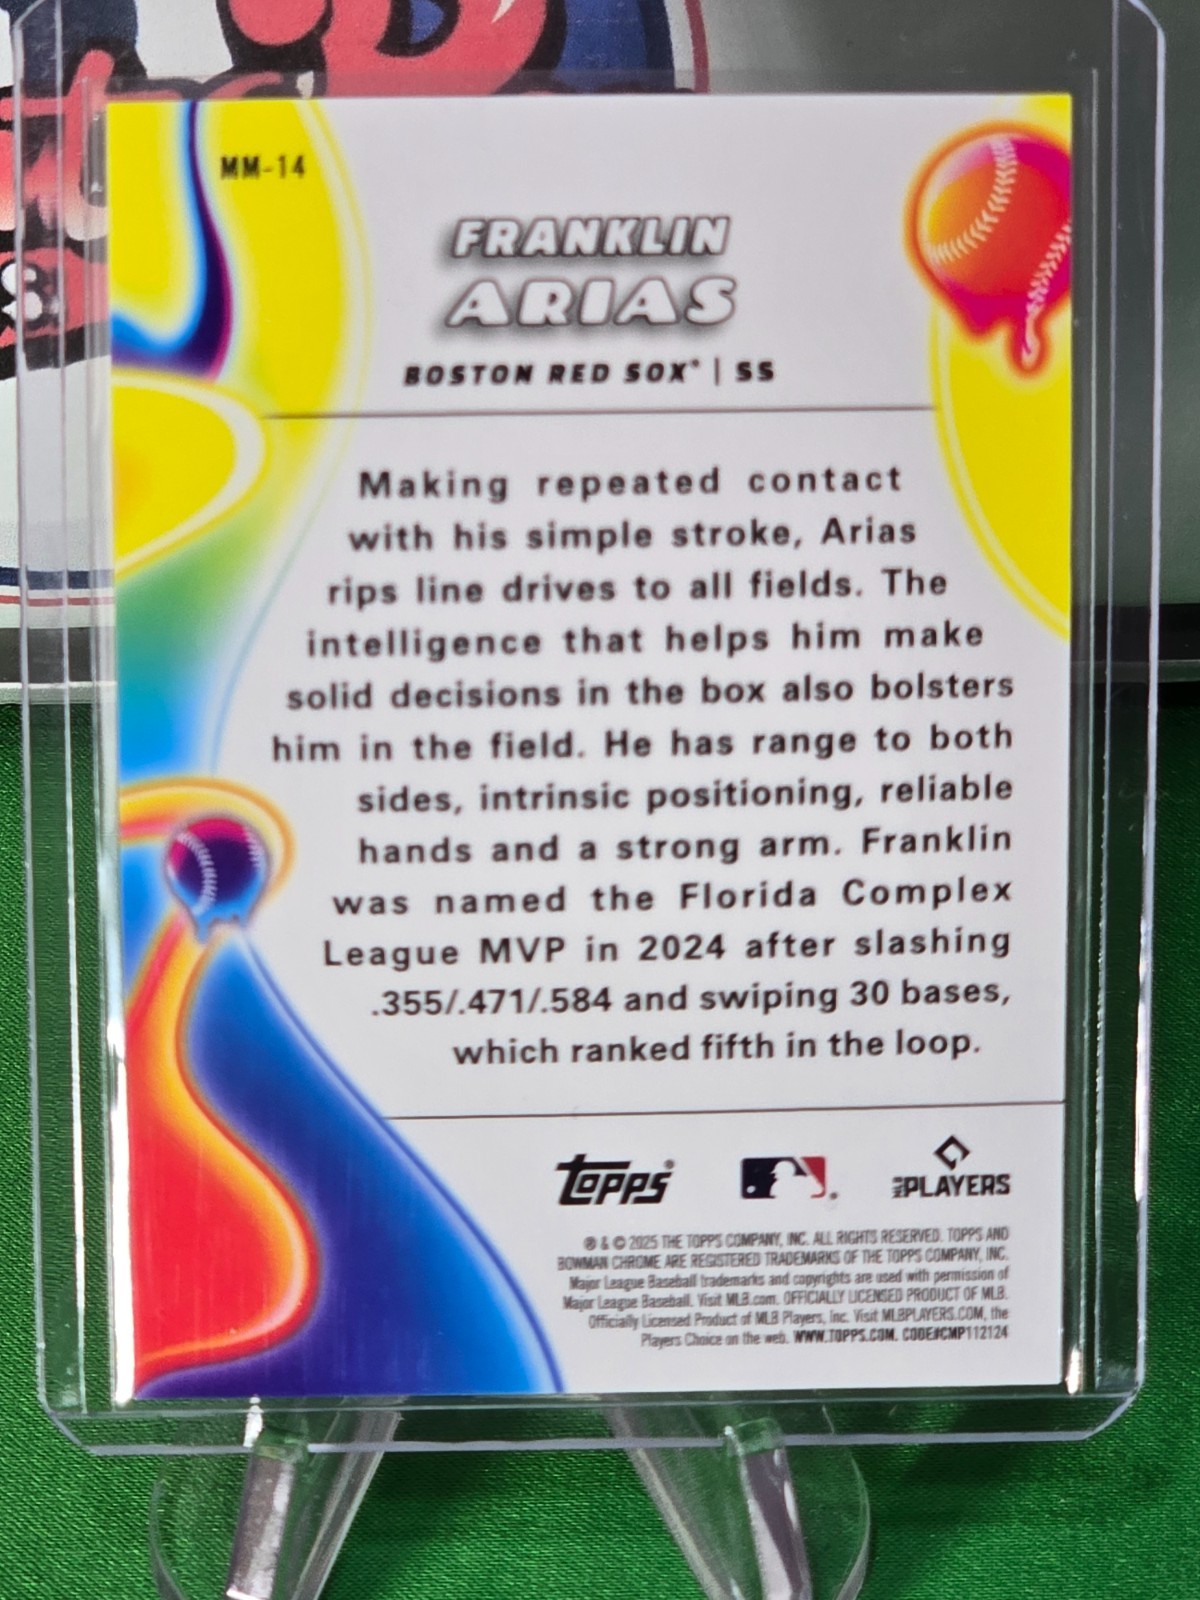 MM-14
FRANKLIN
ARIAS
BOSTON RED SOX® | SS
Making repeated contact
with his simple stroke, Arias
rips line drives to all fields. The
intelligence that helps him make
solid decisions in the box also bolsters
him in the field. He has range to both
sides, intrinsic positioning, reliable
hands and a strong arm. Franklin
was named the Florida Complex
League MVP in 2024 after slashing
.355/.471/.584 and swiping 30 bases,
which ranked fifth in the loop.
Topps®
MLB PLAYERS
® & © 2025 THE TOPPS COMPANY, INC. ALL RIGHTS RESERVED. TOPPS AND
BOWMAN CHROME ARE REGISTERED TRADEMARKS OF THE TOPPS COMPANY, INC.
Major League Baseball trademarks and copyrights are used with permission of
Major League Baseball. Visit MLB.com. OFFICIALLY LICENSED PRODUCT OF MLB.
Officially Licensed Product of MLB Players, Inc. Visit MLBPLAYERS.COM, the
Players Choice on the web. WWW.TOPPS.COM. CODE#CMP112124